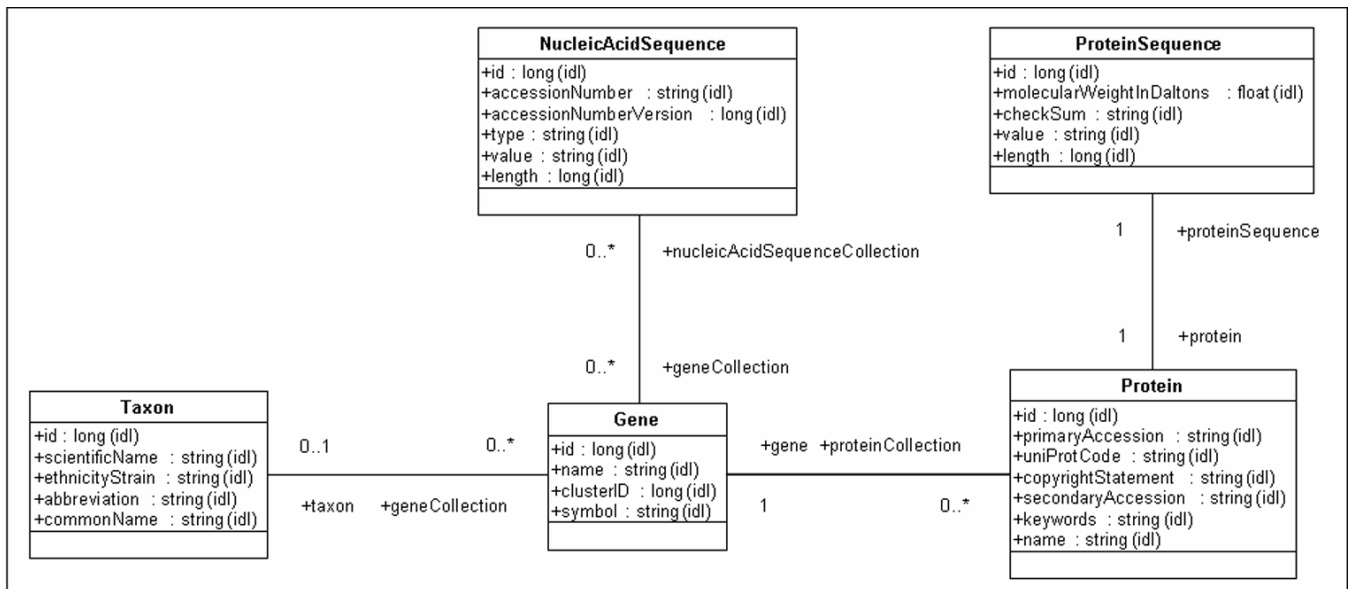 NucleicAcidSequence
+id : long (idl)
+accessionNumber : string (idl)
+accessionNumberVersion : long (idl)
+type : string (idl)
+value : string (idl)
+length : long (idl)
ProteinSequence
+id : long (idl)
+molecularWeightInDaltons : float (idl)
+checkSum : string (idl)
+value : string (idl)
+length : long (idl)
0..* +nucleicAcidSequenceCollection
1 +proteinSequence
0..* +geneCollection
1 +protein
Taxon
+id : long (idl)
+scientificName : string (idl)
+ethnicityStrain : string (idl)
+abbreviation : string (idl)
+commonName : string (idl)
0..1 0..*
+taxon +geneCollection
Gene
+id : long (idl)
+name : string (idl)
+clusterID : long (idl)
+symbol : string (idl)
+gene +proteinCollection
1 0..*
Protein
+id : long (idl)
+primaryAccession : string (idl)
+uniProtCode : string (idl)
+copyrightStatement : string (idl)
+secondaryAccession : string (idl)
+keywords : string (idl)
+name : string (idl)